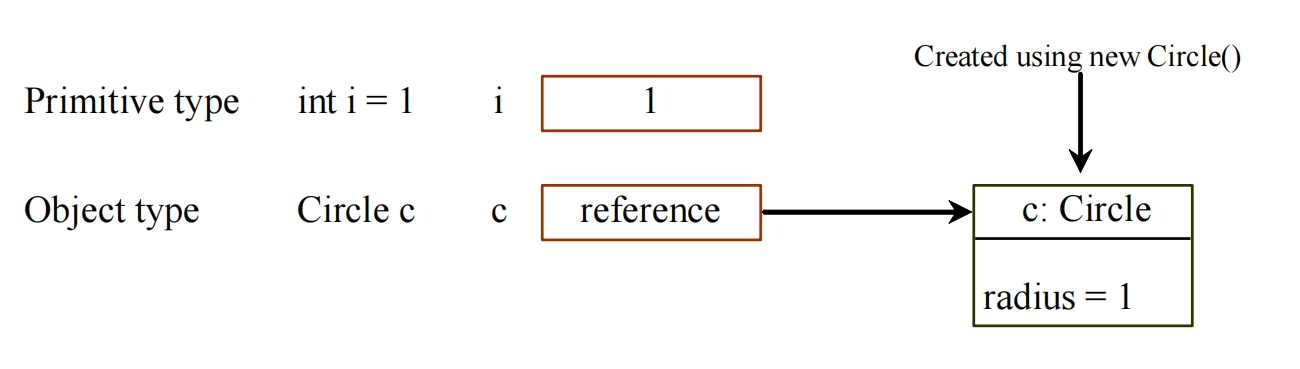 Created using new Circle()
Primitive type int i = 1 i 1
Object type Circle c c reference c: Circle
radius = 1